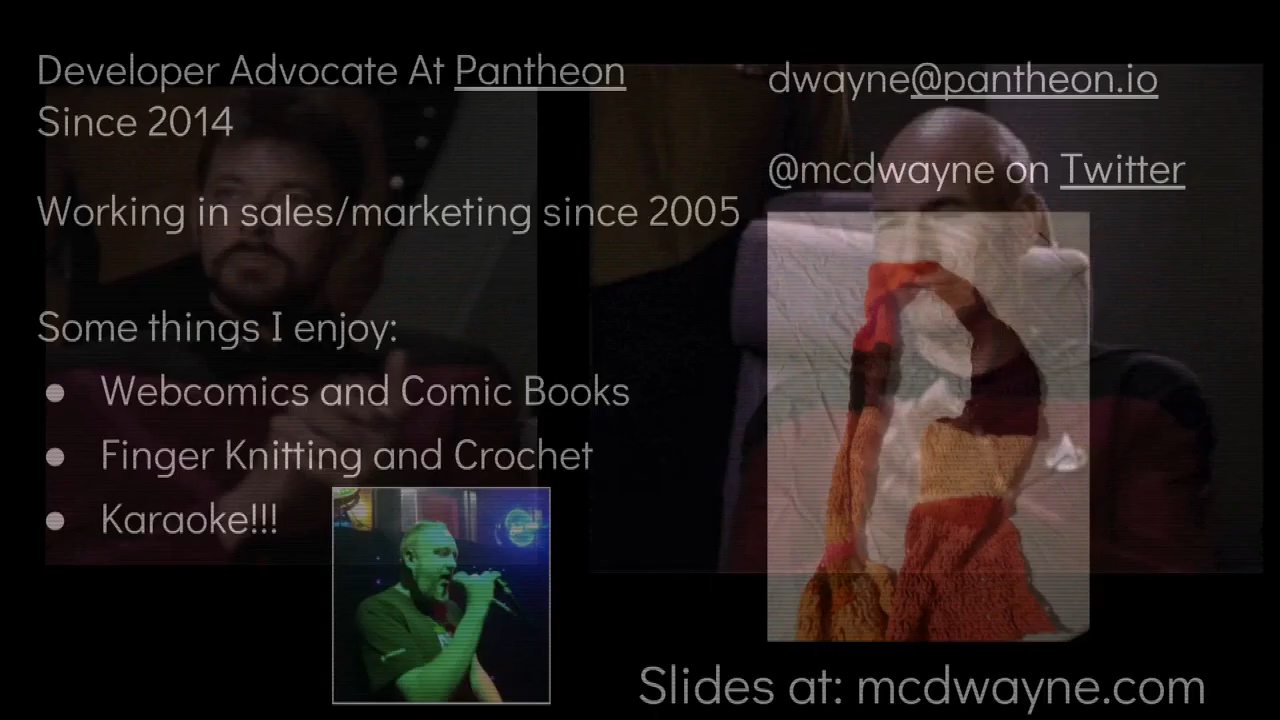 Developer Advocate At Pantheon
Since 2014
Working in sales/marketing since 2005
Some things I enjoy:
● Webcomics and Comic Books
● Finger Knitting and Crochet
● Karaoke!!!
dwayne@pantheon.io
@mcdwayne on Twitter
Slides at: mcdwayne.com